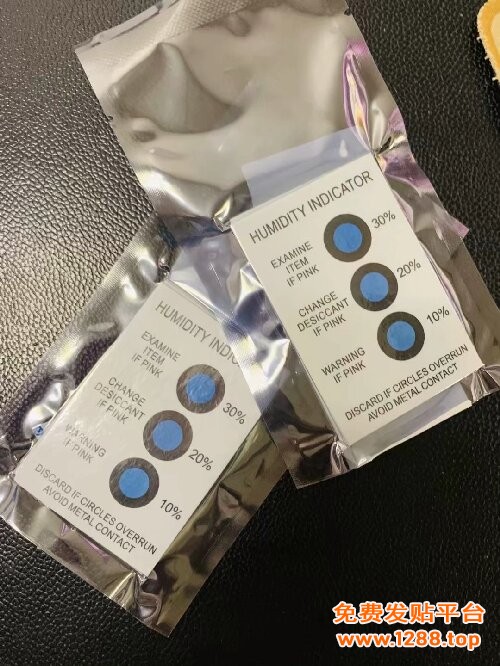 HUMIDITY INDICATOR
EXAMINE
ITEM
IF PINK
30%
CHANGE
DESICCANT
IF PINK
20%
WARNING
IF PINK
10%
DISCARD IF CIRCLES OVERRUN
AVOID METAL CONTACT
HUMIDITY INDIC
EXAMINE
ITEM
IF PINK
30%
CHANGE
DESICCANT
IF PINK
20%
WARNING
IF PINK
10%
DISCARD IF CIRCLES OVERRUN
AVOID METAL CONTACT
免费发贴平台
www.1288.top